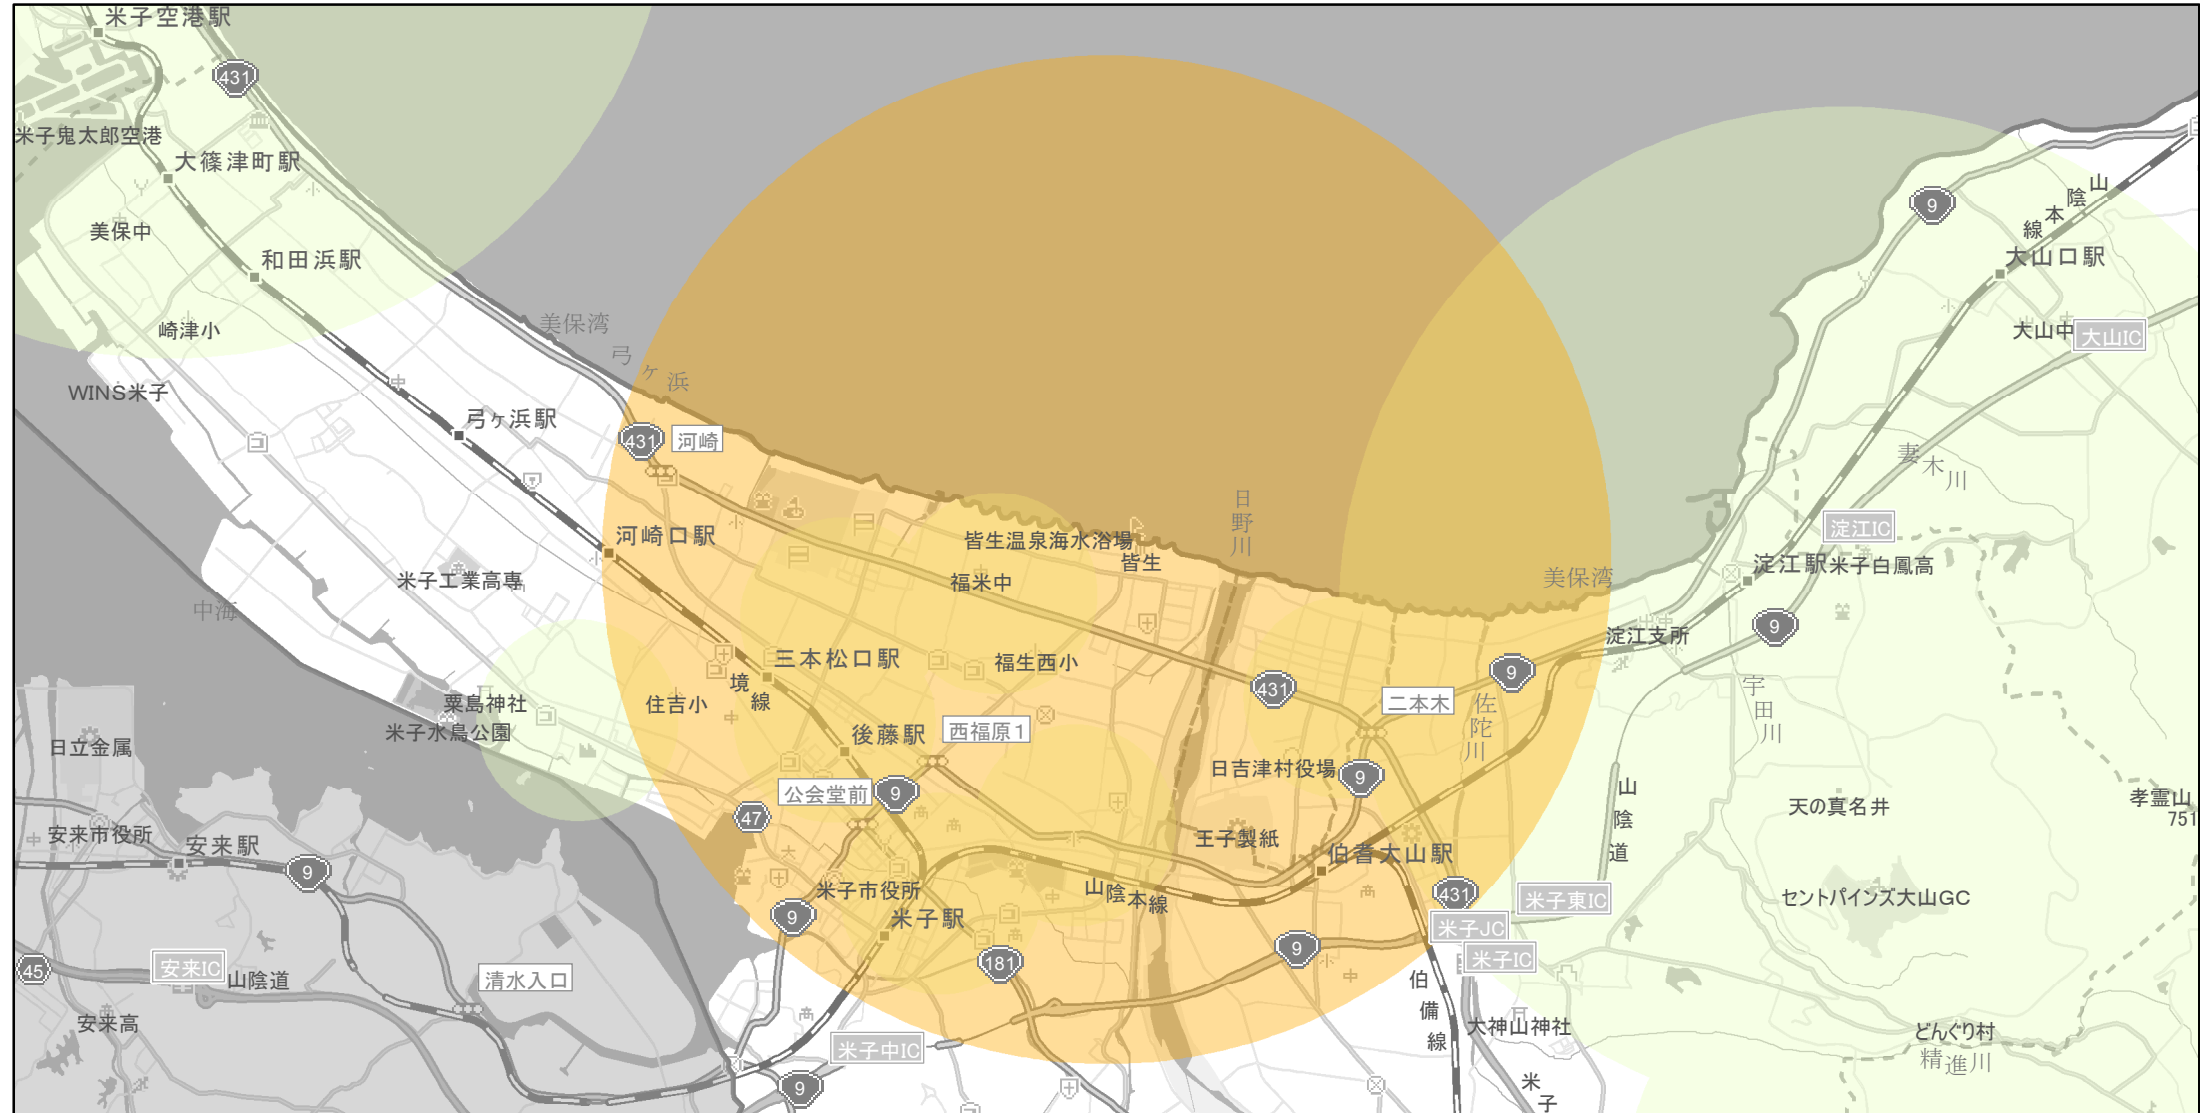 米子空港駅
431
米子鬼太郎空港
大篠津町駅
9
山陰本線
美保中
和田浜駅
大山口駅
崎津小
美保湾
大山中
大山IC
弓ヶ浜
WINS米子
弓ヶ浜駅
431
河崎
妻木川
日野川
淀江IC
河崎口駅
皆生温泉海水浴場
皆生
米子工業高専
福米中
美保湾
淀江駅
米子白鳳高
中海
9
淀江支所
三本松口駅
福生西小
境線
431
9
二本木
宇田川
粟島神社
住吉小
佐陀川
米子水鳥公園
後藤駅
西福原1
日立金属
日吉津村役場
9
公会堂前
9
山陰道
孝霊山
751
天の真名井
47
安来市役所
安来駅
王子製紙
伯耆大山駅
9
米子市役所
山陰本線
431
米子東IC
セントパインズ大山GC
9
米子駅
米子JC
9
45
安来IC
山陰道
清水入口
181
米子IC
伯備線
安来高
大神山神社
どんぐり村
米子中IC
精進川
9
米子